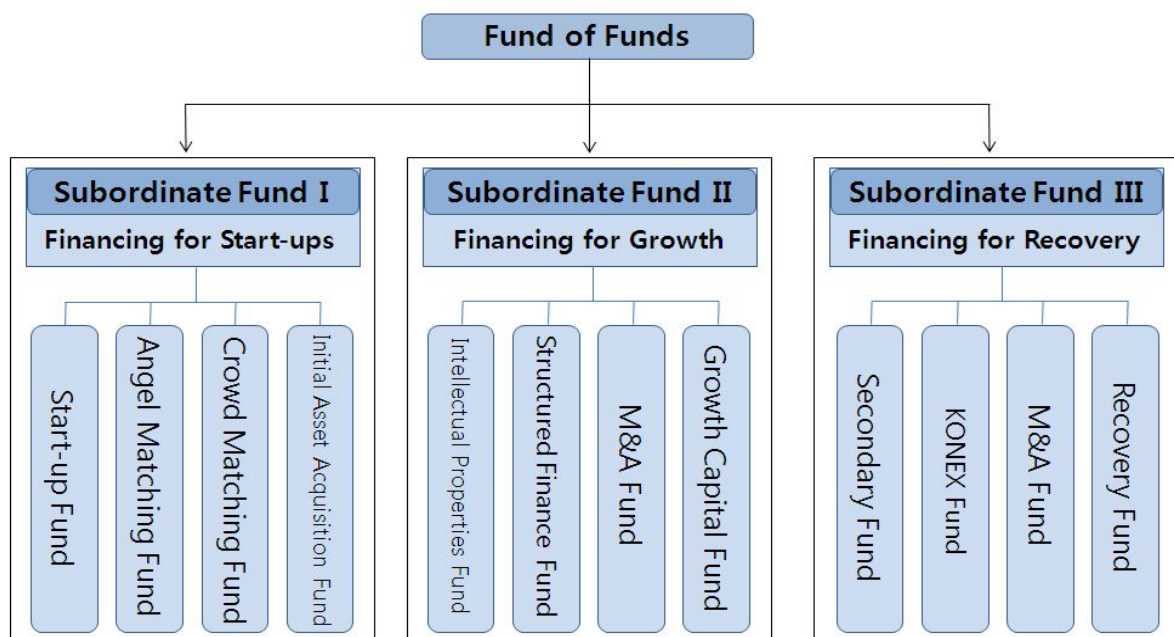 Fund of Funds
Subordinate Fund I
Financing for Start-ups
Start-up Fund
Angel Matching Fund
Crowd Matching Fund
Initial Asset Acquisition Fund
Subordinate Fund II
Financing for Growth
Intellectual Properties Fund
Structured Finance Fund
M&A Fund
Growth Capital Fund
Subordinate Fund III
Financing for Recovery
Secondary Fund
KONEX Fund
M&A Fund
Recovery Fund